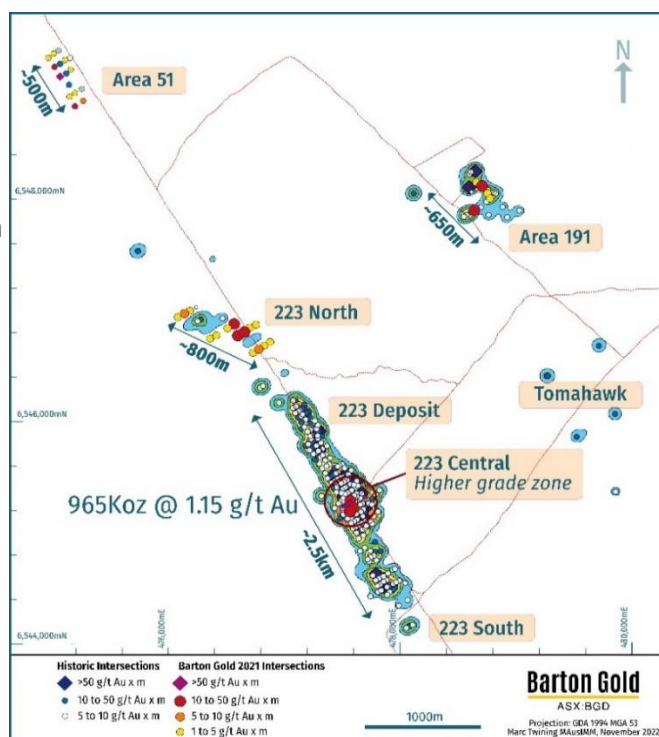 Area 51
N
~500m
6,548,000mN
~650m
Area 191
223 North
~800m
Tomahawk
6,546,000mN
223 Deposit
223 Central
Higher grade zone
965Koz @ 1.15 g/t Au
~2.5km
476,000mE
478,000mE
480,000mE
6,544,000mN
223 South
Historic Intersections
>50 g/t Au x m
10 to 50 g/t Au x m
5 to 10 g/t Au x m
Barton Gold 2021 Intersections
>50 g/t Au x m
10 to 50 g/t Au x m
5 to 10 g/t Au x m
1 to 5 g/t Au x m
1000m
Barton Gold
ASX:BGD
Projection: GDA 1994 MGA 53
Marc Twining MAusIMM, November 2022